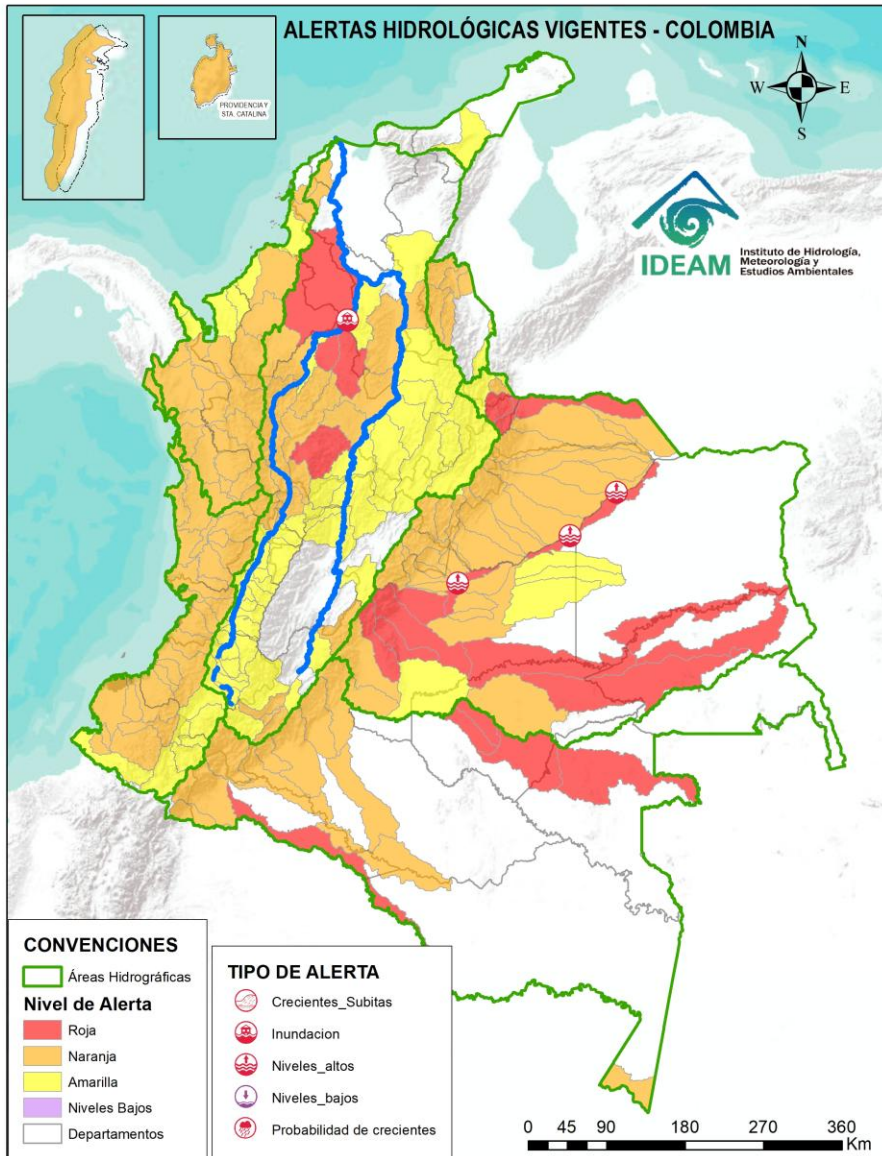 ALERTAS HIDROLÓGICAS VIGENTES - COLOMBIA
PROVIDENCIA Y
STA. CATALINA
N
W
E
S
IDEAM
Instituto de Hidrología,
Meteorología y
Estudios Ambientales
CONVENCIONES
Áreas Hidrográficas
Nivel de Alerta
Roja
Naranja
Amarilla
Niveles Bajos
Departamentos
TIPO DE ALERTA
Crecientes_Subitas
Inundacion
Niveles_altos
Niveles_bajos
Probabilidad de crecientes
0 45 90 180 270 360
Km